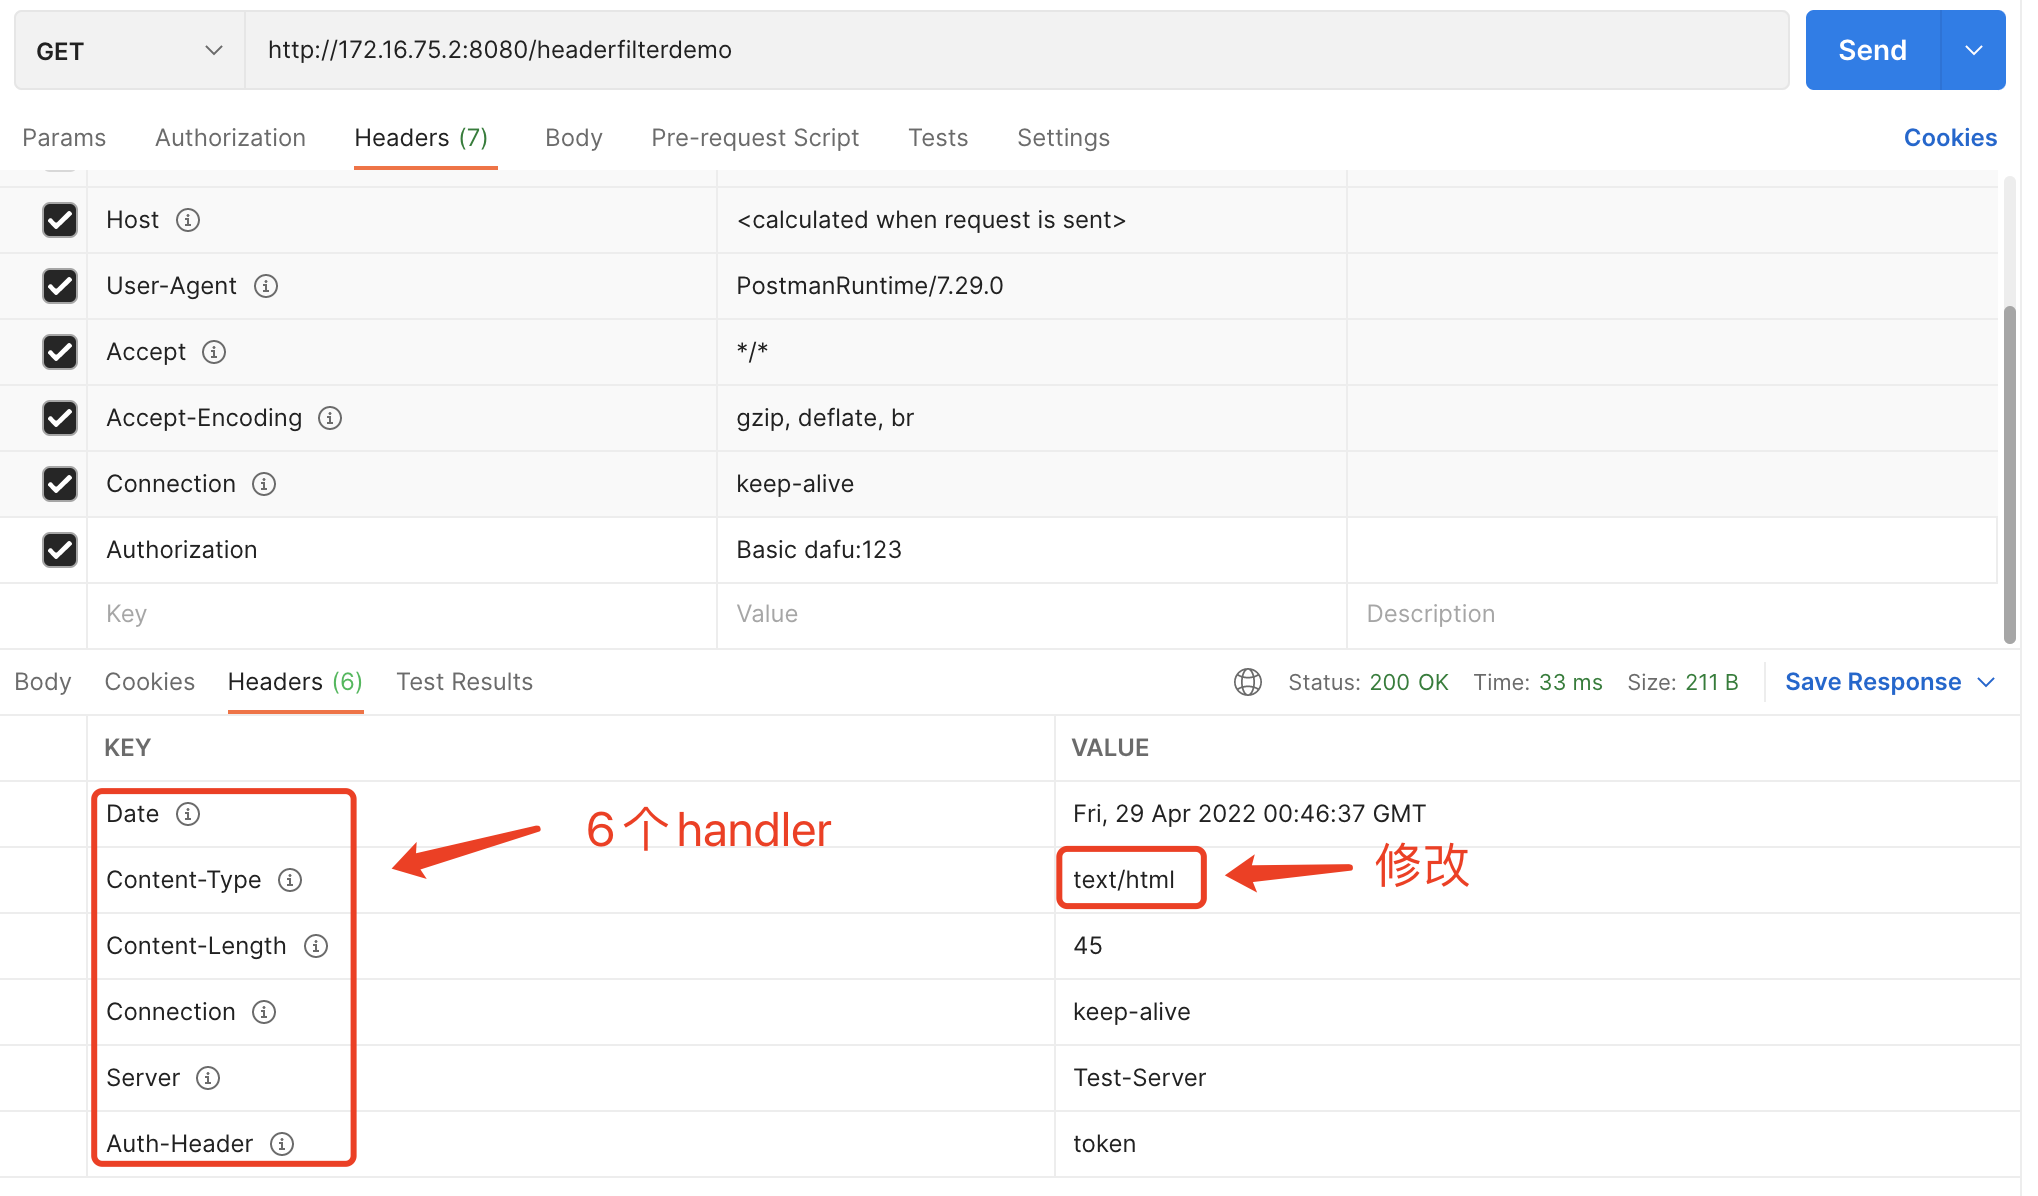 GET http://172.16.75.2:8080/headerfilterdemo Send
Params Authorization Headers (7) Body Pre-request Script Tests Settings Cookies
Host <calculated when request is sent>
User-Agent PostmanRuntime/7.29.0
Accept */*
Accept-Encoding gzip, deflate, br
Connection keep-alive
Authorization Basic dafu:123
Key Value Description
Body Cookies Headers (6) Test Results Status: 200 OK Time: 33 ms Size: 211 B Save Response
KEY VALUE
Date Fri, 29 Apr 2022 00:46:37 GMT
6个handler
Content-Type text/html
修改
Content-Length 45
Connection keep-alive
Server Test-Server
Auth-Header token